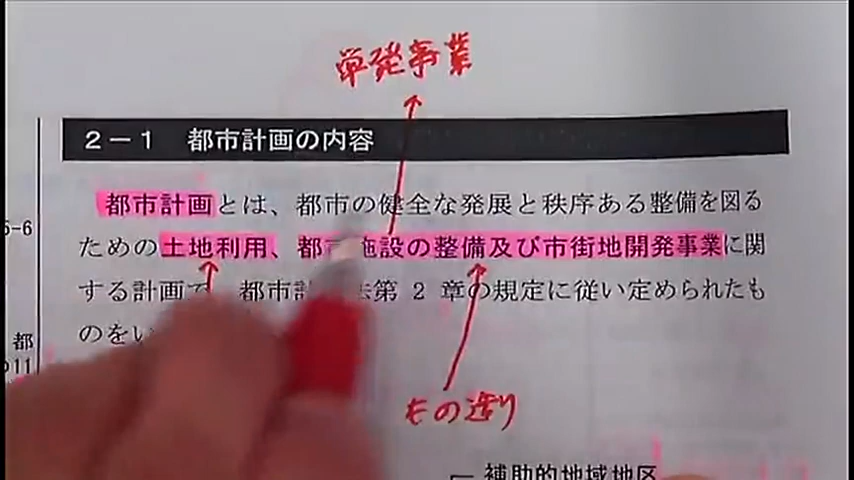 単発事業
2－1 都市計画の内容
都市計画とは、都市の健全な発展と秩序ある整備を図る
5-6
ための土地利用、都市施設の整備及び市街地開発事業に関
する計画で 都市計 法第 2 章の規定に従い定められたも
のをい
都
11
もの造り
補助的地域地区